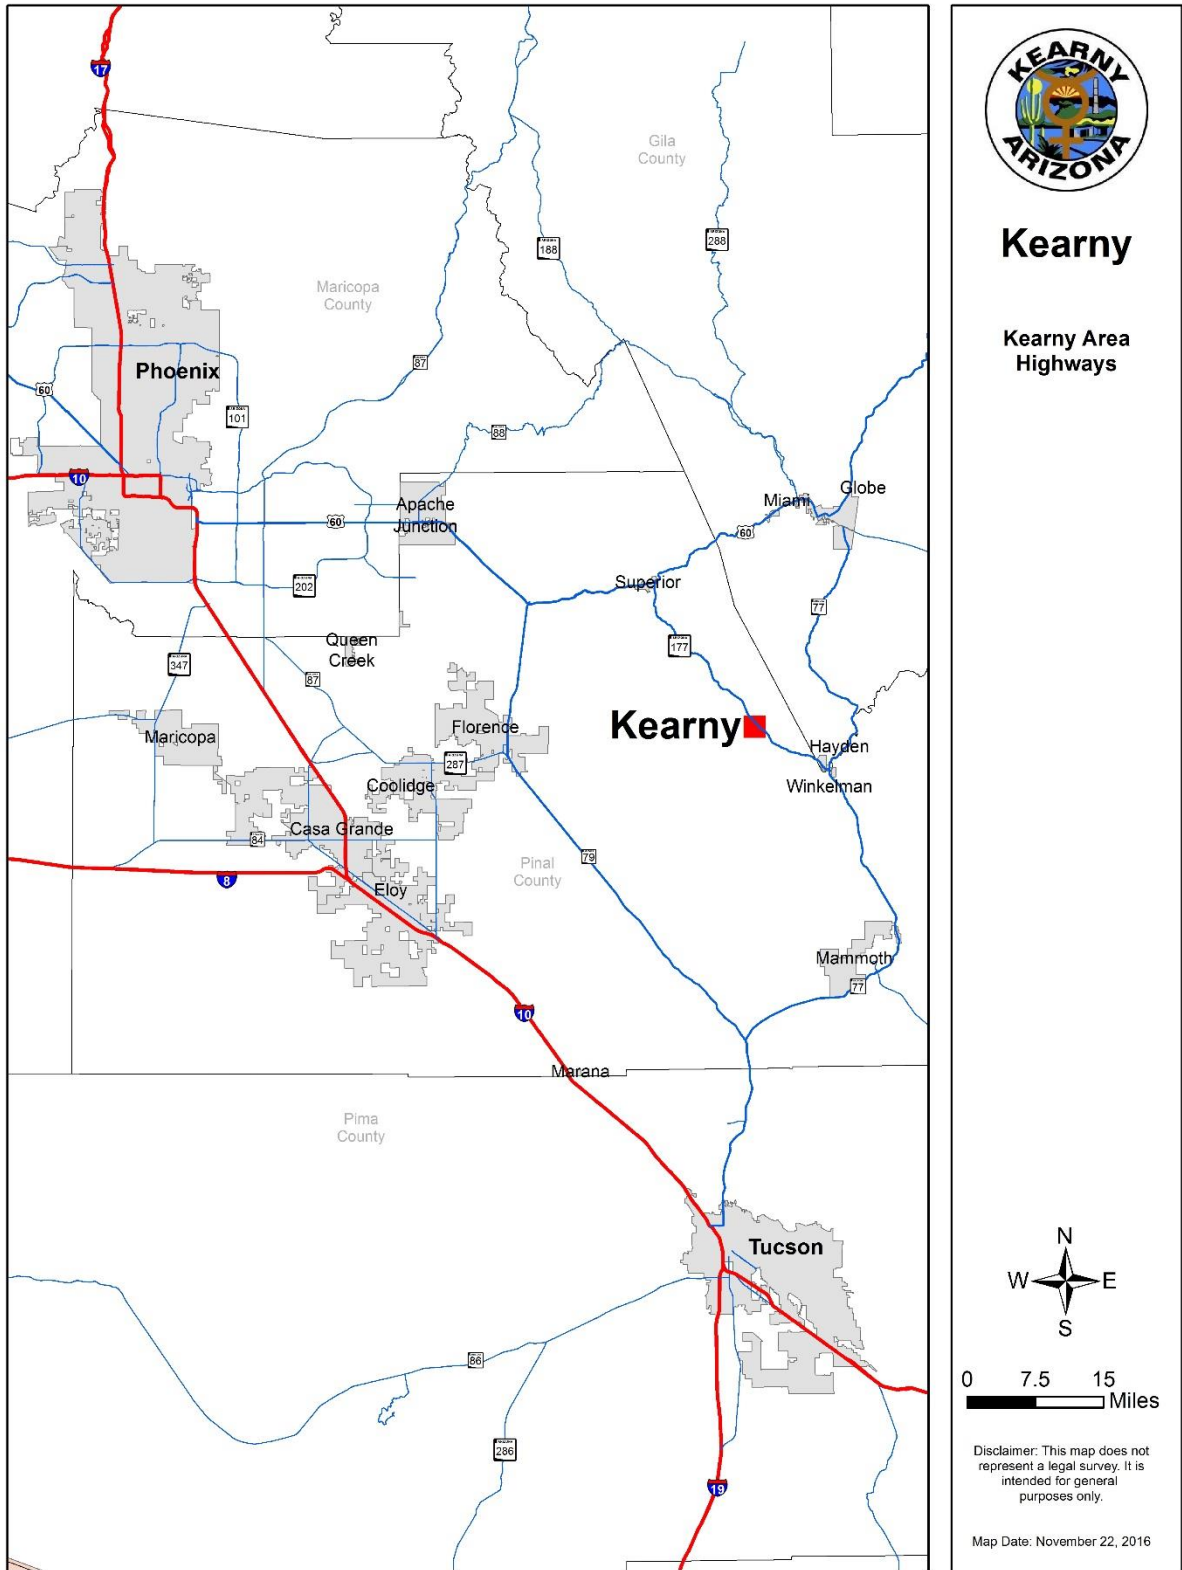 17
Gila
County
188
288
Maricopa
County
87
Phoenix
60
101
88
10
Apache
Junction
60
Miami
Globe
60
Superior
202
77
Queen
Creek
177
347
87
Florence
Kearny
Maricopa
Hayden
287
Coolidge
Winkelman
Casa Grande
84
79
Pinal
County
8
Eloy
Mammoth
77
10
Marana
Pima
County
Tucson
86
286
19
KEARNY
ARIZONA
Kearny
Kearny Area
Highways
N
W E
S
0 7.5 15
Miles
Disclaimer: This map does not
represent a legal survey. It is
intended for general
purposes only.
Map Date: November 22, 2016